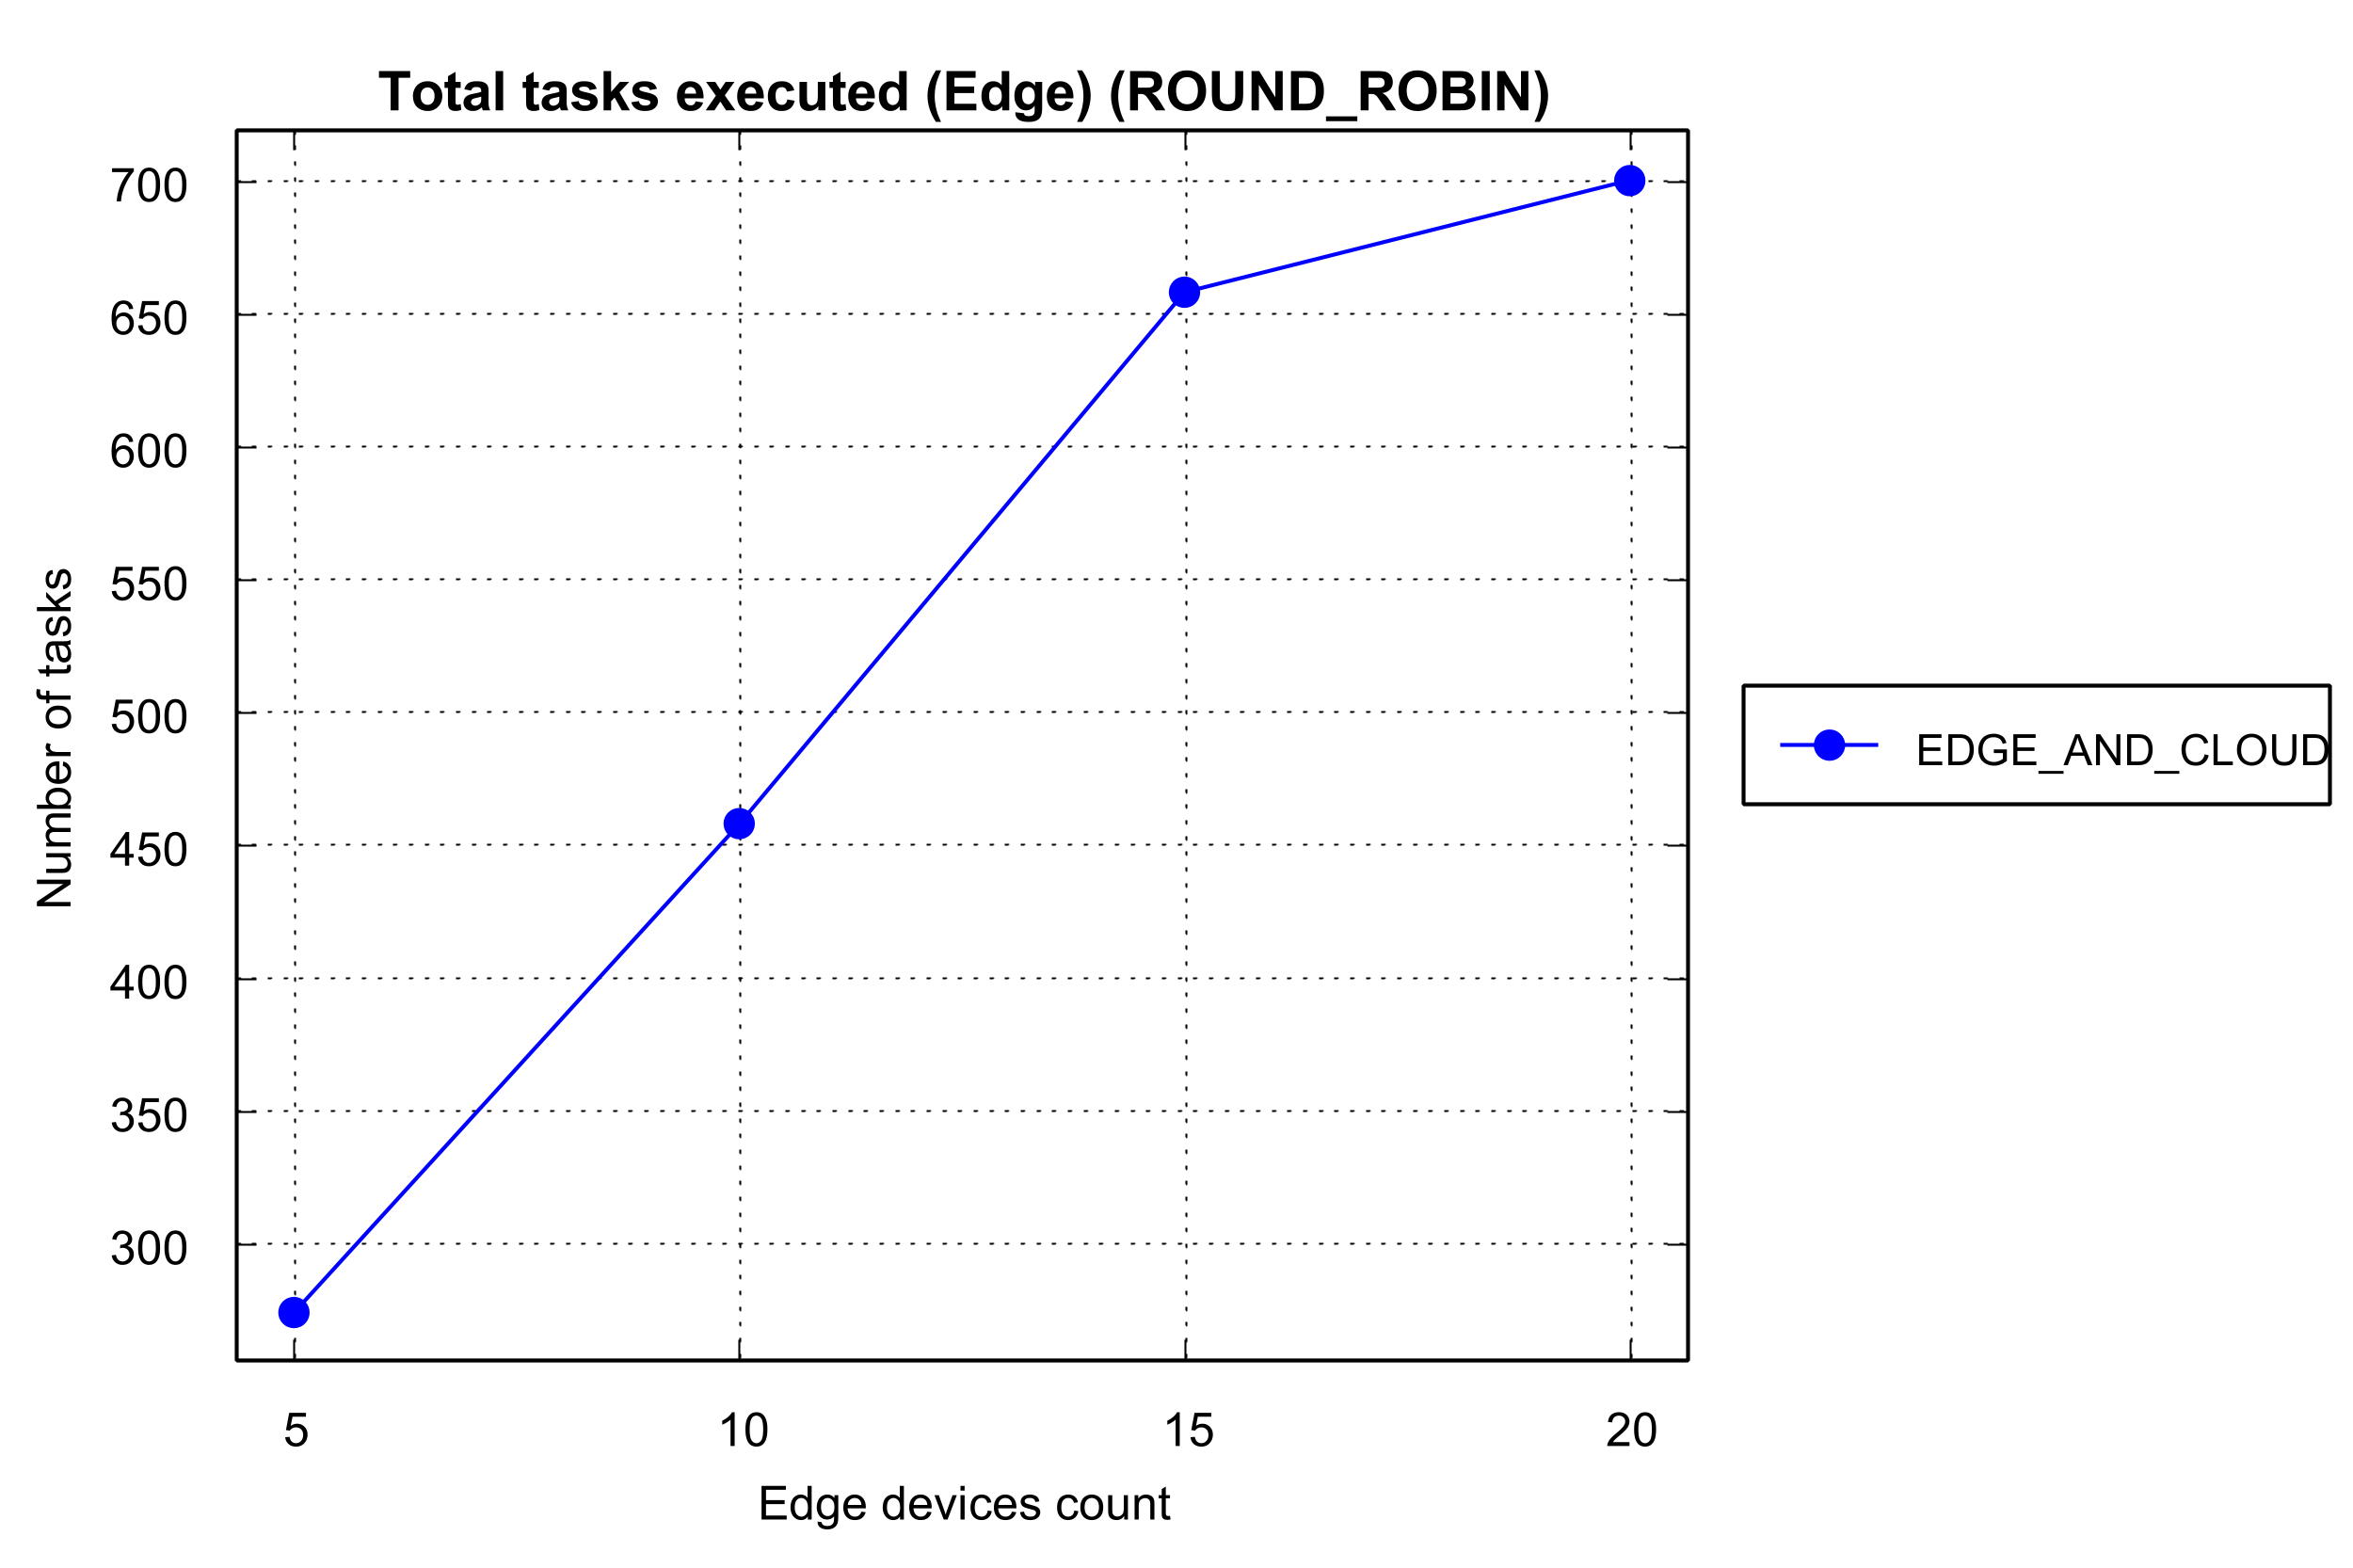 Total tasks executed (Edge) (ROUND_ROBIN)
700
650
600
550
500
450
400
350
300
Number of tasks
EDGE_AND_CLOUD
5 10 15 20
Edge devices count